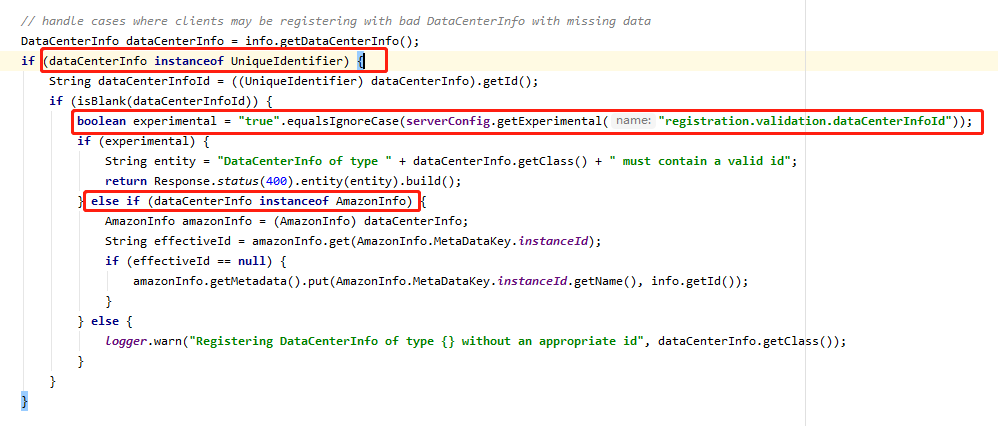 // handle cases where clients may be registering with bad DataCenterInfo with missing data
DataCenterInfo dataCenterInfo = info.getDataCenterInfo();
if (dataCenterInfo instanceof UniqueIdentifier) {
String dataCenterInfoId = ((UniqueIdentifier) dataCenterInfo).getId();
if (isBlank(dataCenterInfoId)) {
boolean experimental = "true".equalsIgnoreCase(serverConfig.getExperimental( name: "registration.validation.dataCenterInfoId"));
if (experimental) {
String entity = "DataCenterInfo of type " + dataCenterInfo.getClass() + " must contain a valid id";
return Response.status(400).entity(entity).build();
} else if (dataCenterInfo instanceof AmazonInfo) {
AmazonInfo amazonInfo = (AmazonInfo) dataCenterInfo;
String effectiveId = amazonInfo.get(AmazonInfo.MetaDataKey.instanceId);
if (effectiveId == null) {
amazonInfo.getMetadata().put(AmazonInfo.MetaDataKey.instanceId.getName(), info.getId());
}
} else {
logger.warn("Registering DataCenterInfo of type {} without an appropriate id", dataCenterInfo.getClass());
}
}
}